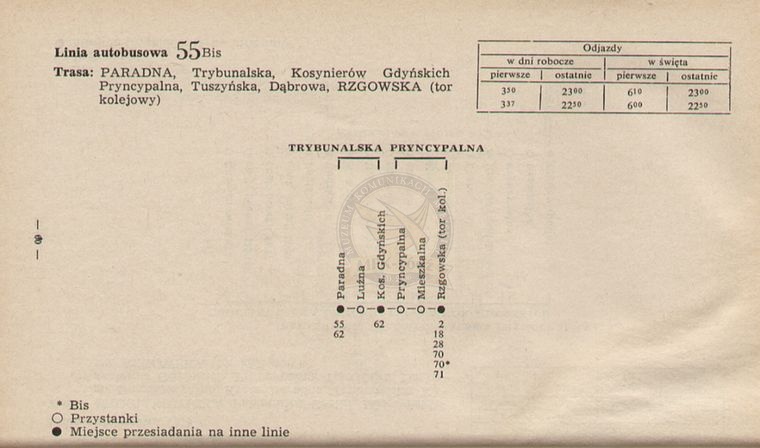 Linia autobusowa 55Bis
Trasa: PARADNA, Trybunalska, Kosynierów Gdyńskich
Pryncypalna, Tuszyńska, Dąbrowa, RZGOWSKA (tor
kolejowy)
Odjazdy
w dni robocze | w święta
pierwsze | ostatnie | pierwsze | ostatnie
350 | 2300 | 610 | 2300
337 | 2250 | 600 | 2250
TRYBUNALSKA PRYNCYPALNA
Paradna
Luźna
Kos. Gdyńskich
Pryncypalna
Mieszkalna
Rzgowska (tor kol.)
55 62 2
62 18
28
70
70*
71
* Bis
Przystanki
Miejsce przesiadania na inne linie